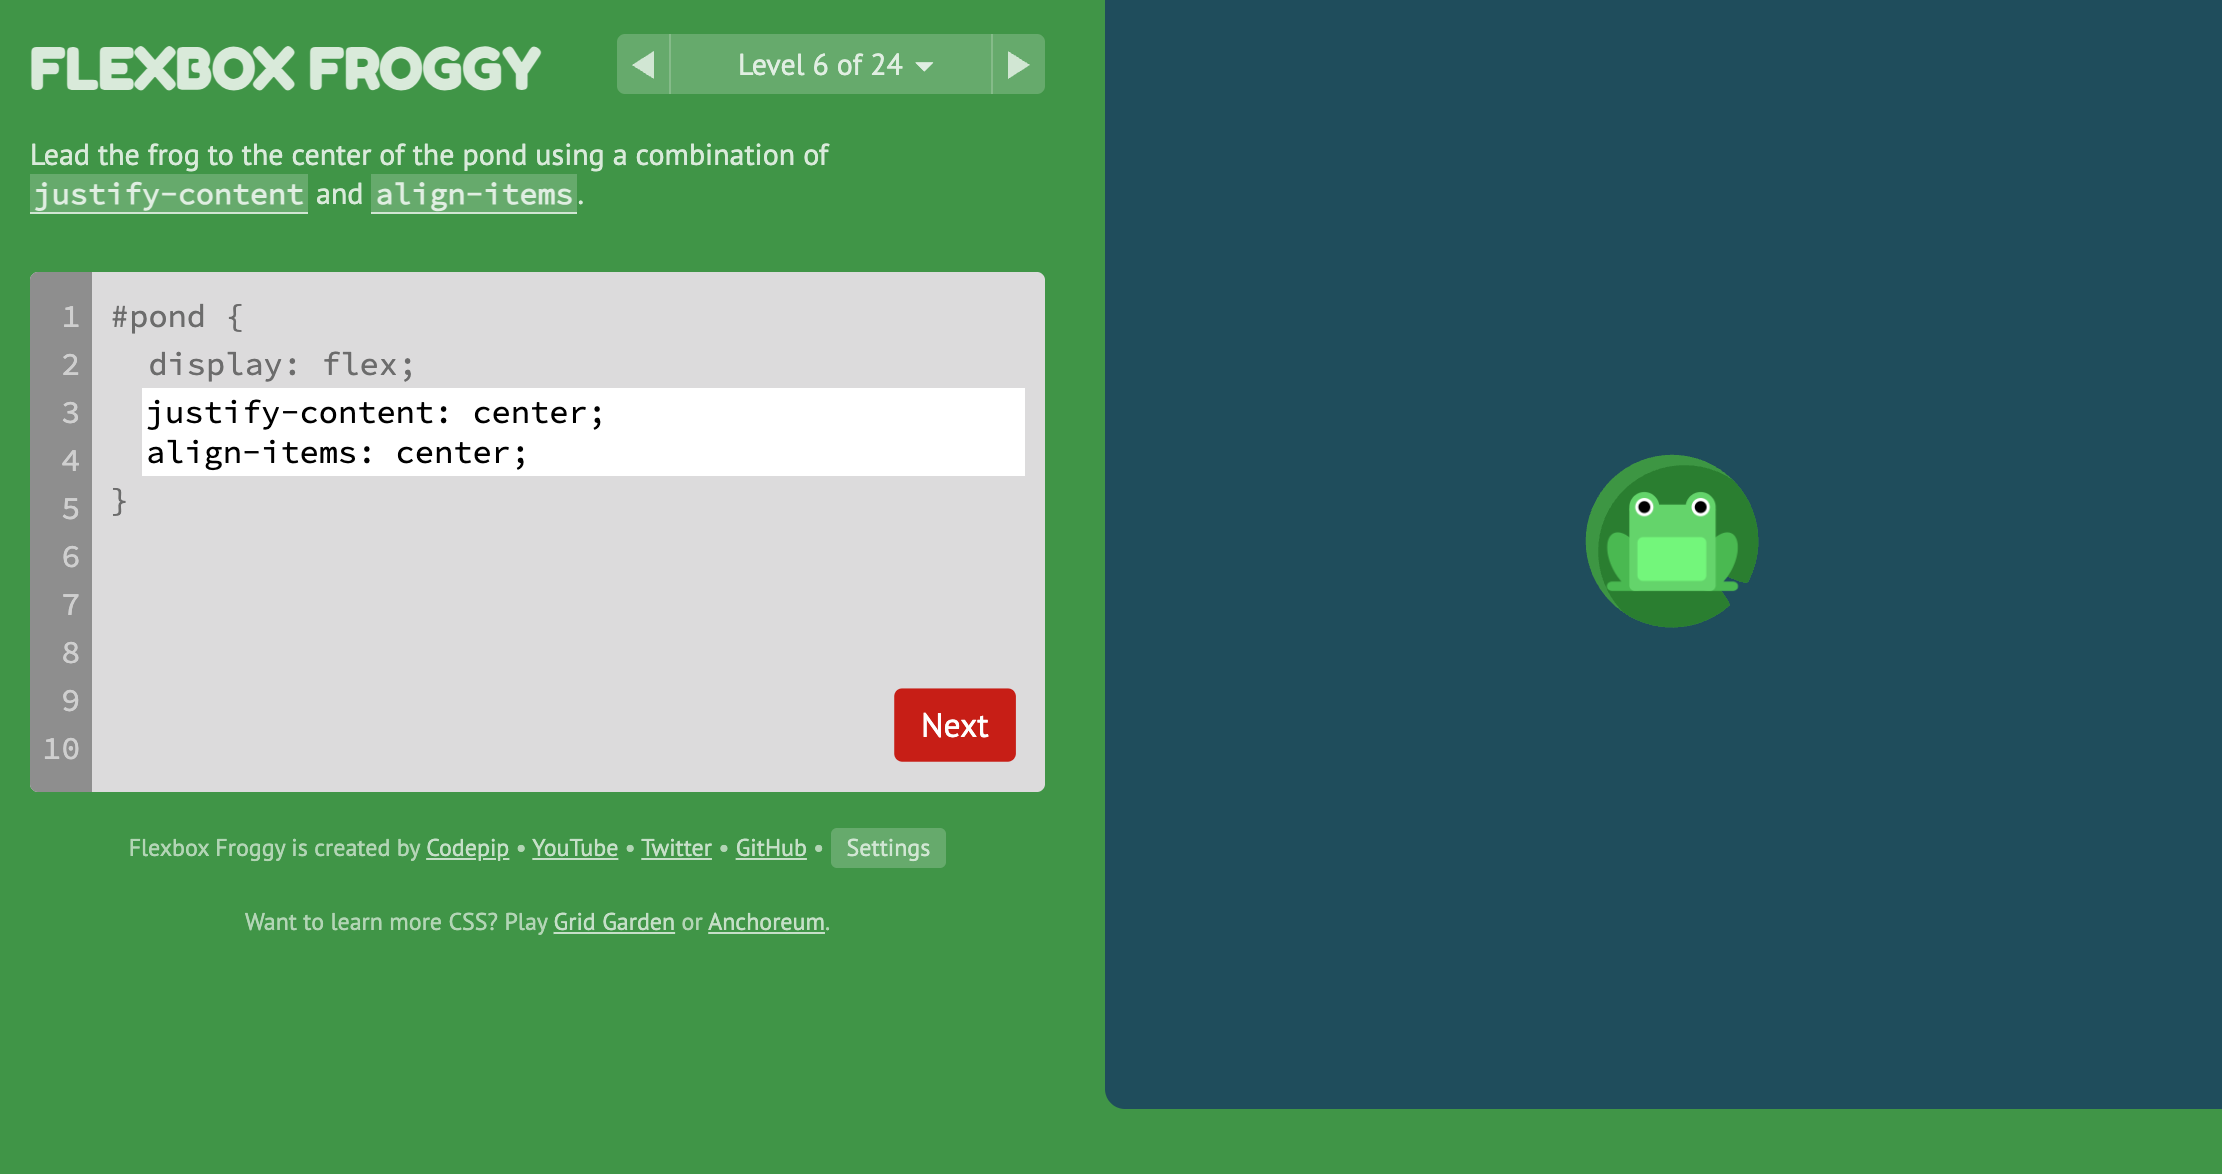 FLEXBOX FROGGY
Level 6 of 24
Lead the frog to the center of the pond using a combination of
justify-content and align-items.
1 #pond {
2 display: flex;
3 justify-content: center;
4 align-items: center;
5 }
6
7
8
9
10
Next
Flexbox Froggy is created by Codepip • YouTube • Twitter • GitHub • Settings
Want to learn more CSS? Play Grid Garden or Anchoreum.